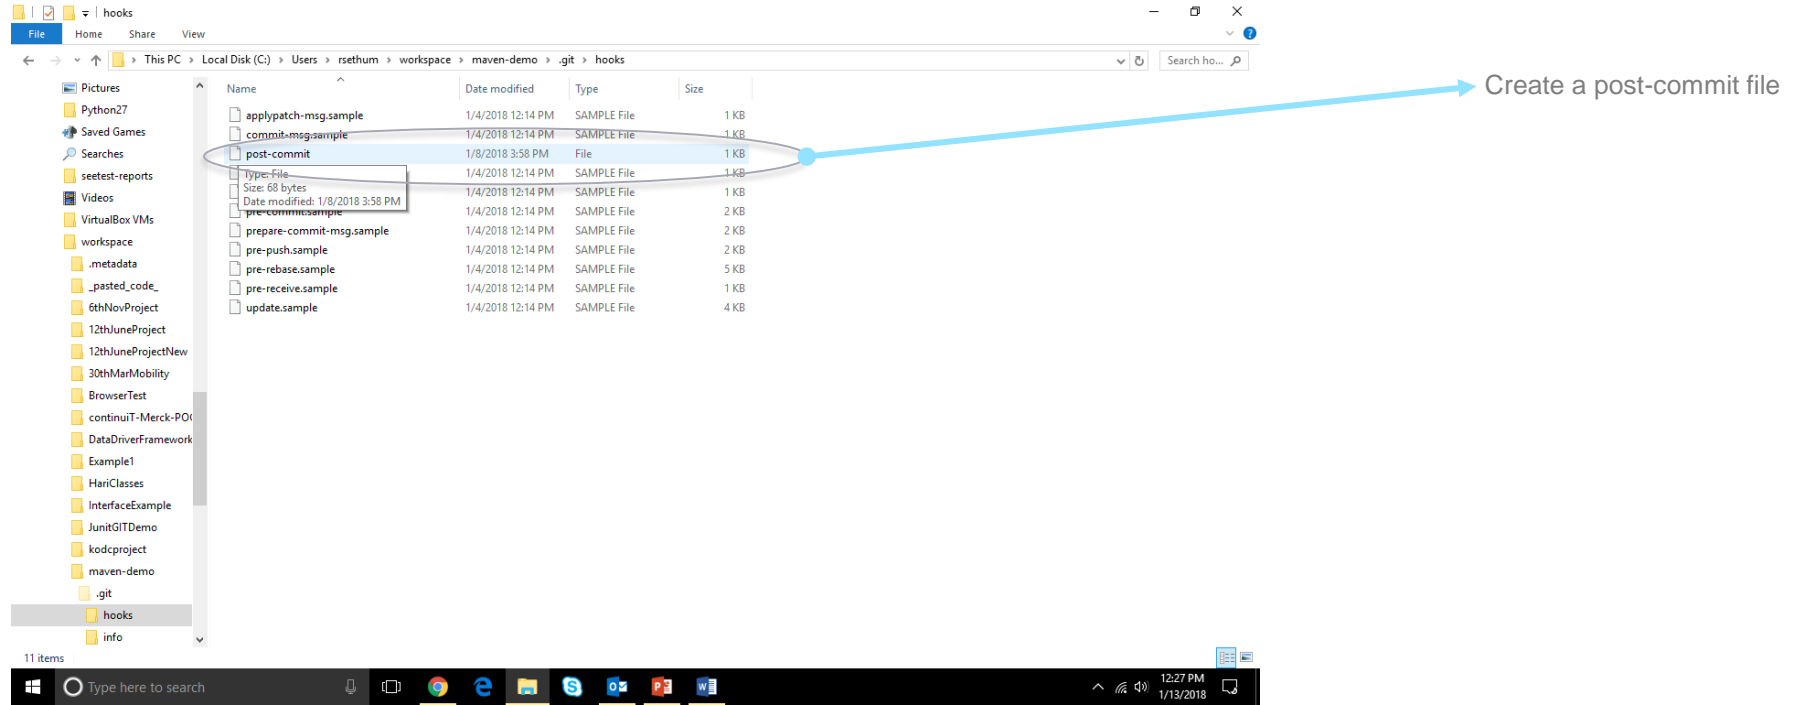 hooks
File Home Share View
This PC > Local Disk (C:) > Users > rsethum > workspace > maven-demo > .git > hooks
Search ho...
Create a post-commit file
Pictures
Python27
Saved Games
Searches
seetest-reports
Videos
VirtualBox VMs
workspace
.metadata
_pasted_code_
6thNovProject
12thJuneProject
12thJuneProjectNew
30thMarMobility
BrowserTest
continuiT-Merck-PO
DataDriverFramework
Example1
HariClasses
InterfaceExample
JunitGITDemo
kodcproject
maven-demo
.git
hooks
info
Name Date modified Type Size
applypatch-msg.sample 1/4/2018 12:14 PM SAMPLE File 1 KB
commit-msg.sample 1/4/2018 12:14 PM SAMPLE File 1 KB
post-commit 1/8/2018 3:58 PM File 1 KB
1/4/2018 12:14 PM SAMPLE File 1 KB
1/4/2018 12:14 PM SAMPLE File 1 KB
Type: File
Size: 68 bytes
Date modified: 1/8/2018 3:58 PM
pre-commit.sample 1/4/2018 12:14 PM SAMPLE File 2 KB
prepare-commit-msg.sample 1/4/2018 12:14 PM SAMPLE File 2 KB
pre-push.sample 1/4/2018 12:14 PM SAMPLE File 2 KB
pre-rebase.sample 1/4/2018 12:14 PM SAMPLE File 5 KB
pre-receive.sample 1/4/2018 12:14 PM SAMPLE File 1 KB
update.sample 1/4/2018 12:14 PM SAMPLE File 4 KB
11 items
Type here to search
12:27 PM
1/13/2018